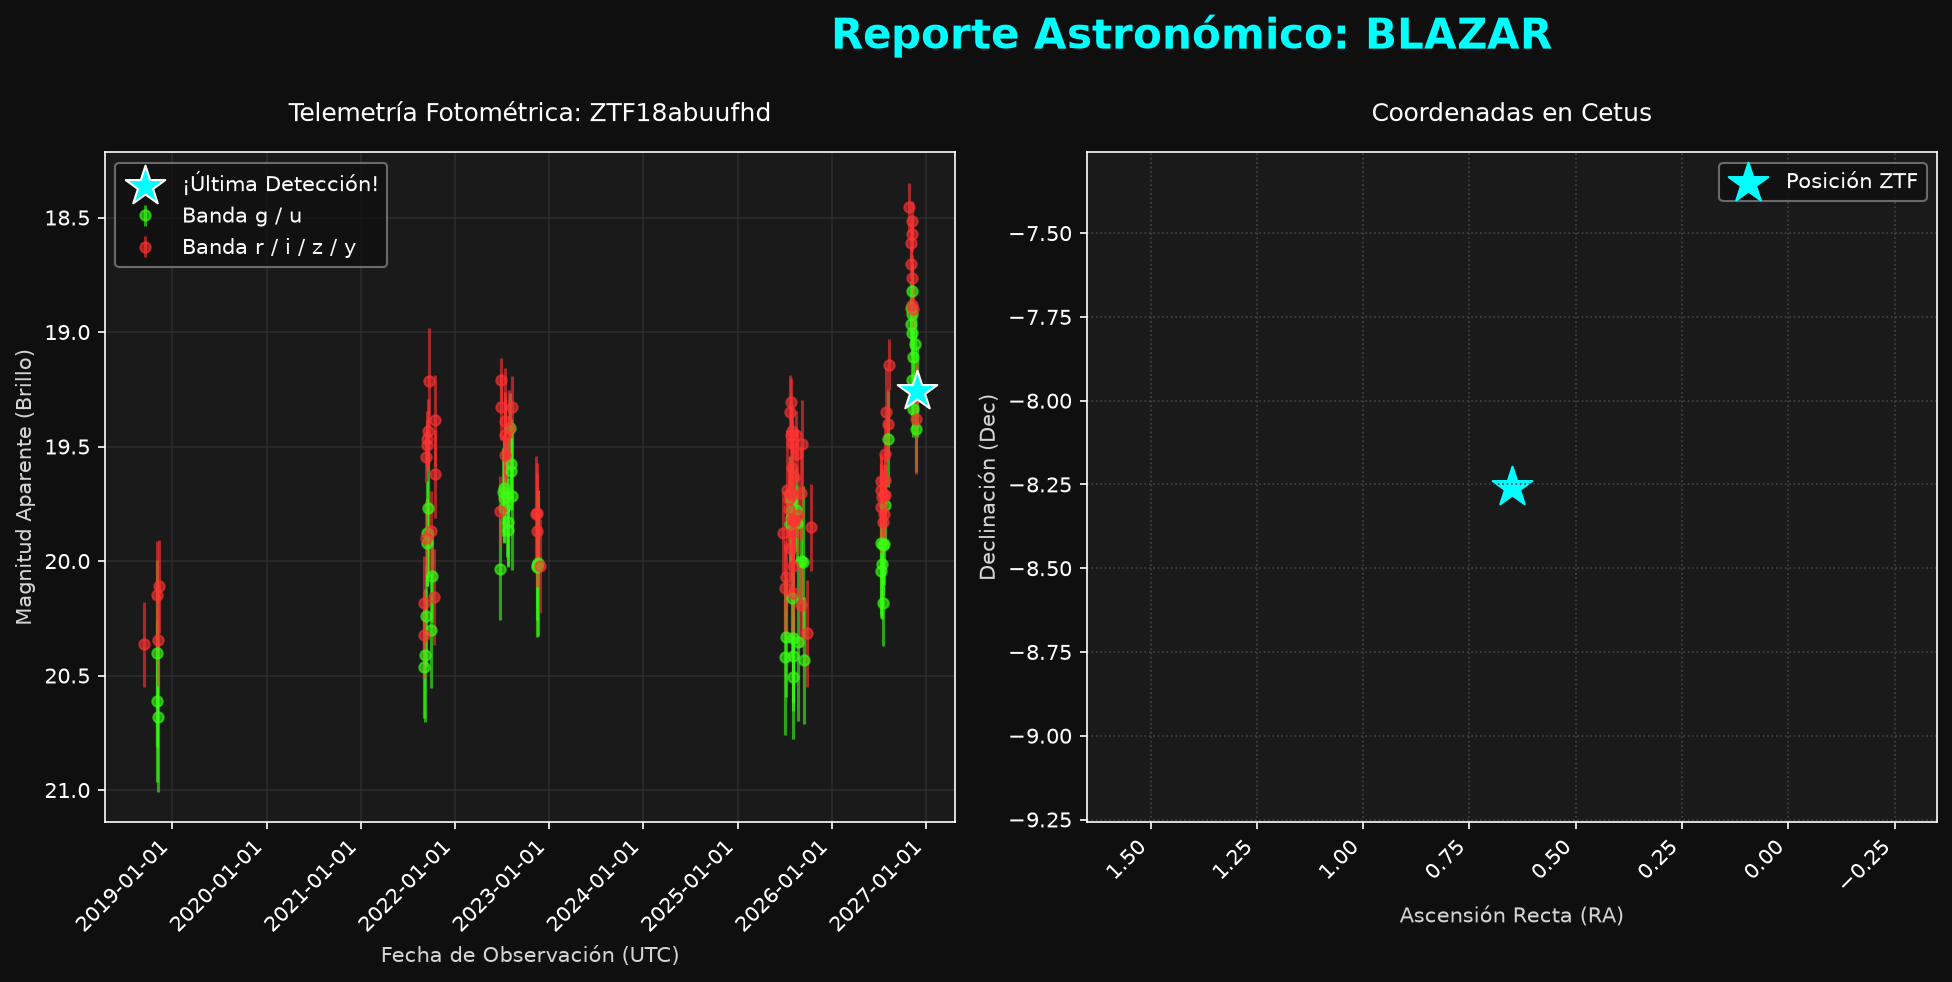 Reporte Astronómico: BLAZAR
Telemetría Fotométrica: ZTF18abuufhd
¡Última Detección!
Banda g / u
Banda r / i / z / y
Magnitud Aparente (Brillo)
18.5
19.0
19.5
20.0
20.5
21.0
2019-01-01
2020-01-01
2021-01-01
2022-01-01
2023-01-01
2024-01-01
2025-01-01
2026-01-01
2027-01-01
Fecha de Observación (UTC)
Coordenadas en Cetus
Posición ZTF
Declinación (Dec)
−7.50
−7.75
−8.00
−8.25
−8.50
−8.75
−9.00
−9.25
1.50
1.25
1.00
0.75
0.50
0.25
0.00
−0.25
Ascensión Recta (RA)